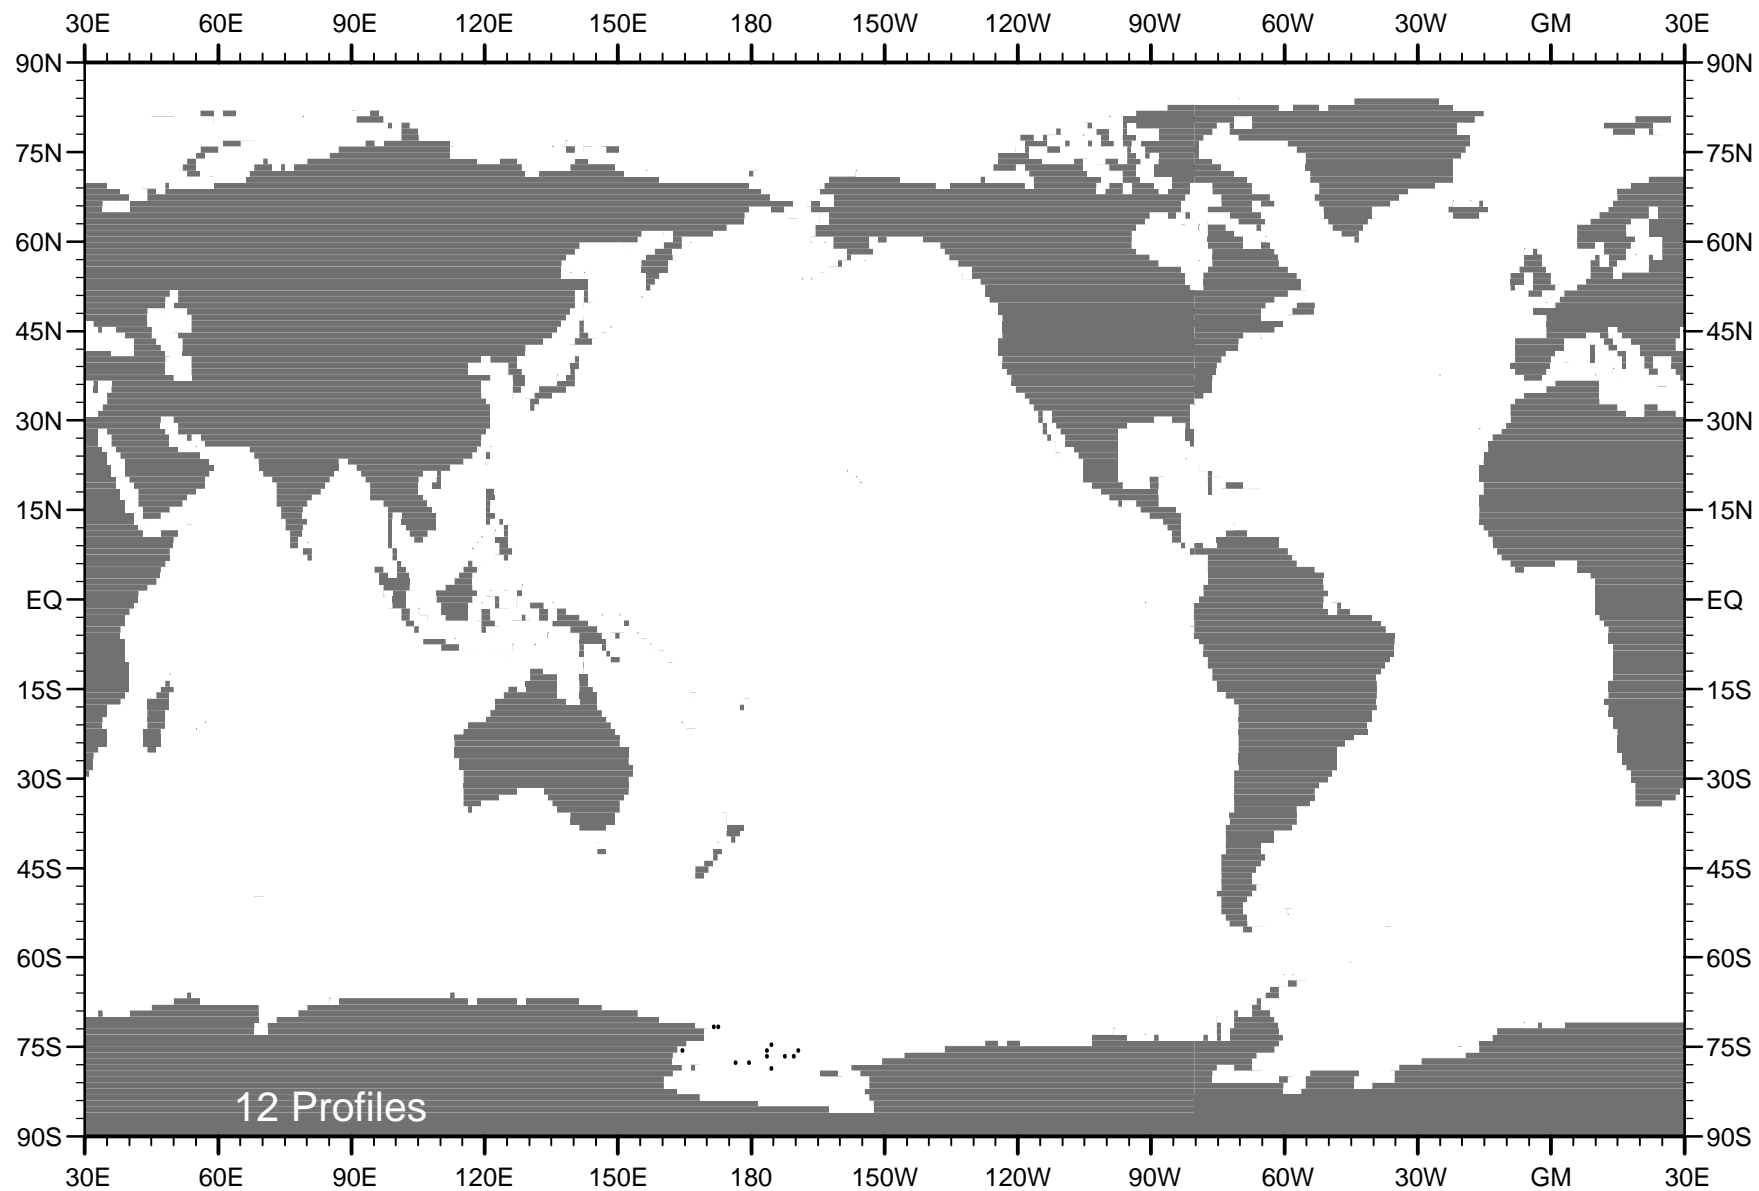 30E 60E 90E 120E 150E 180 150W 120W 90W 60W 30W GM 30E
90N 90N
75N 75N
60N 60N
45N 45N
30N 30N
15N 15N
EQ EQ
15S 15S
30S 30S
45S 45S
60S 60S
75S 75S
12 Profiles
90S 90S
30E 60E 90E 120E 150E 180 150W 120W 90W 60W 30W GM 30E